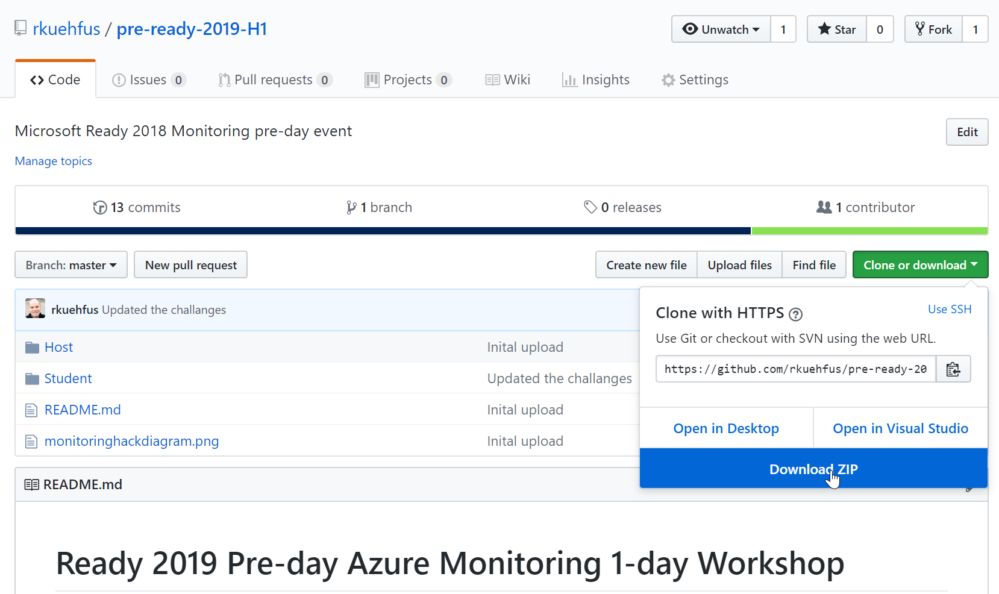 rkuehfus / pre-ready-2019-H1
Unwatch 1 Star 0 Fork 1
Code Issues 0 Pull requests 0 Projects 0 Wiki Insights Settings
Microsoft Ready 2018 Monitoring pre-day event
Edit
Manage topics
13 commits 1 branch 0 releases 1 contributor
Branch: master New pull request Create new file Upload files Find file Clone or download
rkuehfus Updated the challanges
Host Inital upload
Student Updated the challanges
README.md Inital upload
monitoringhackdiagram.png Inital upload
Clone with HTTPS ? Use SSH
Use Git or checkout with SVN using the web URL.
https://github.com/rkuehfus/pre-ready-20
Open in Desktop Open in Visual Studio
Download ZIP
README.md
Ready 2019 Pre-day Azure Monitoring 1-day Workshop